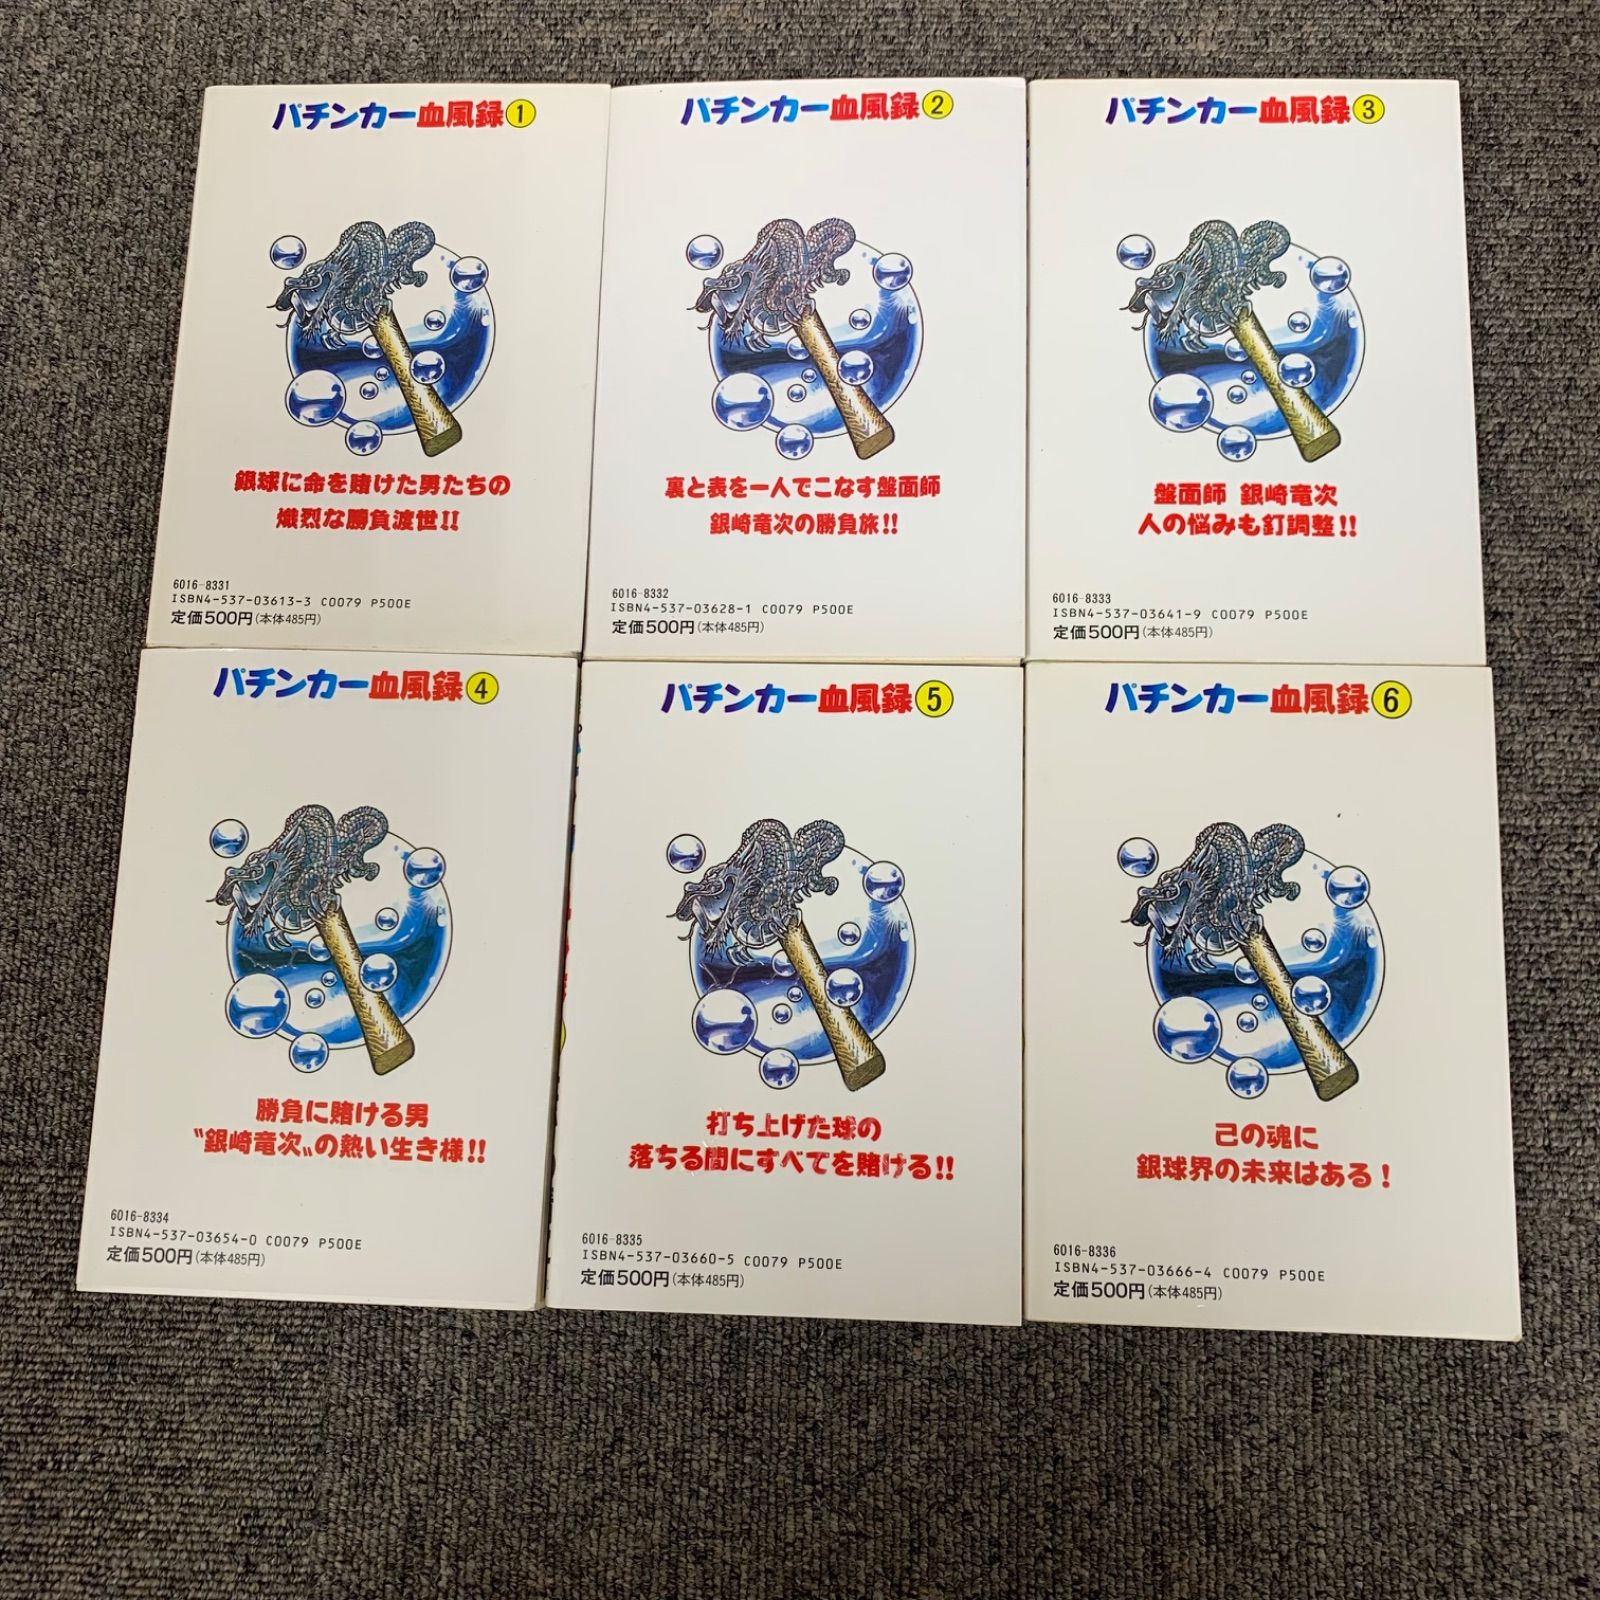 パチンカー血風録①
銀球に命を賭けた男たちの
熾烈な勝負渡世!!
6016-8331
ISBN4-537-03613-3 C0079 P500E
定価500円(本体485円)
パチンカー血風録②
裏と表を一人でこなす盤面師
銀崎竜次の勝負旅!!
6016-8332
ISBN4-537-03628-1 C0079 P500E
定価500円(本体485円)
パチンカー血風録③
盤面師 銀崎竜次
人の悩みも釘調整!!
6016-8333
ISBN4-537-03641-9 C0079 P500E
定価500円(本体485円)
パチンカー血風録④
勝負に賭ける男
〝銀崎竜次〟の熱い生き様!!
6016-8334
ISBN4-537-03654-0 C0079 P500E
定価500円(本体485円)
パチンカー血風録⑤
打ち上げた球の
落ちる間にすべてを賭ける!!
6016-8335
ISBN4-537-03660-5 C0079 P500E
定価500円(本体485円)
パチンカー血風録⑥
己の魂に
銀球界の未来はある!
6016-8336
ISBN4-537-03666-4 C0079 P500E
定価500円(本体485円)